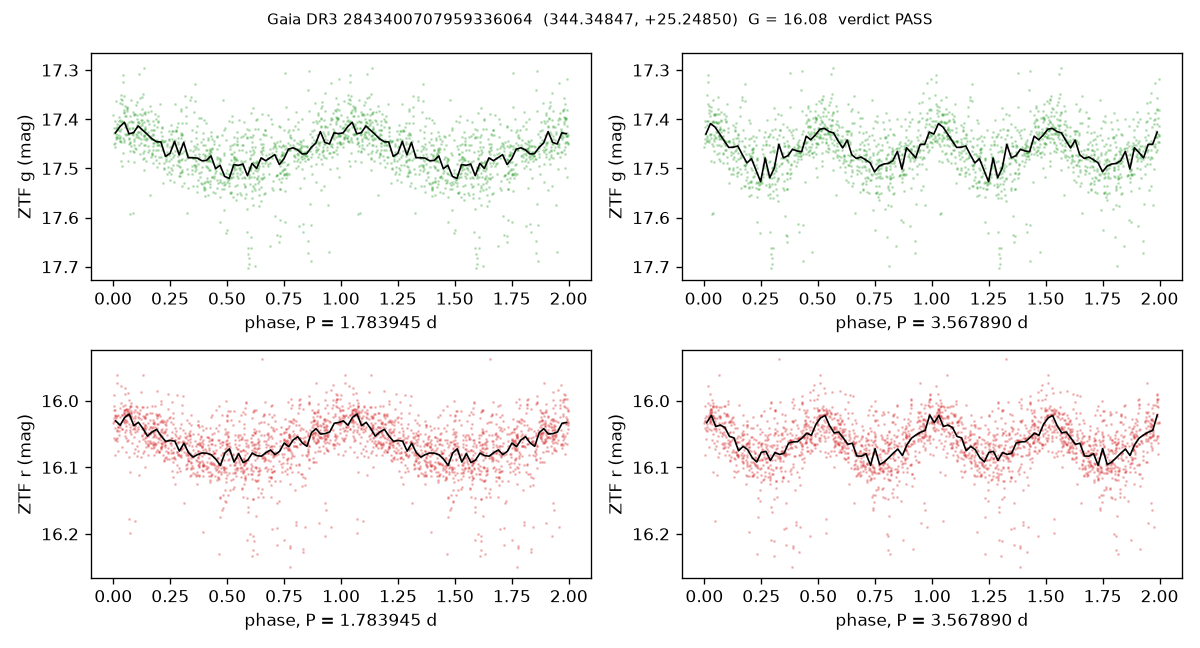 Gaia DR3 2843400707959336064 (344.34847, +25.24850) G = 16.08 verdict PASS
ZTF g (mag)
17.3
17.4
17.5
17.6
17.7
0.00 0.25 0.50 0.75 1.00 1.25 1.50 1.75 2.00
phase, P = 1.783945 d
ZTF g (mag)
17.3
17.4
17.5
17.6
17.7
0.00 0.25 0.50 0.75 1.00 1.25 1.50 1.75 2.00
phase, P = 3.567890 d
ZTF r (mag)
16.0
16.1
16.2
0.00 0.25 0.50 0.75 1.00 1.25 1.50 1.75 2.00
phase, P = 1.783945 d
ZTF r (mag)
16.0
16.1
16.2
0.00 0.25 0.50 0.75 1.00 1.25 1.50 1.75 2.00
phase, P = 3.567890 d